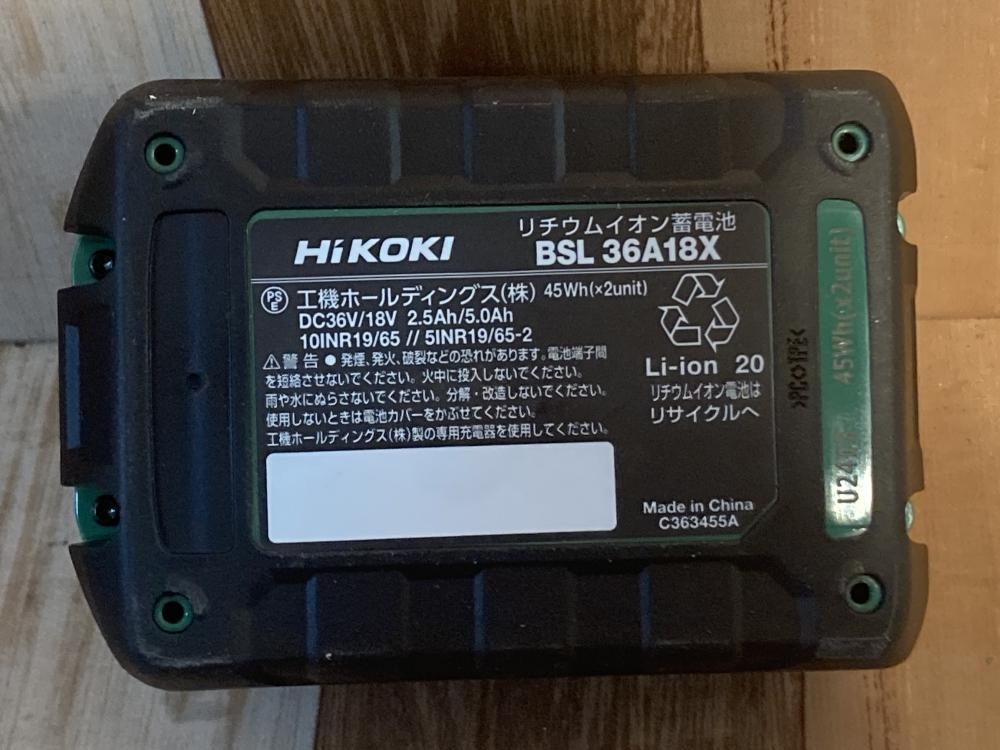 HiKOKI
リチウムイオン蓄電池
BSL 36A18X
PS E 工機ホールディングス(株) 45Wh(×2unit)
DC36V/18V 2.5Ah/5.0Ah
10INR19/65 // 5INR19/65-2
⚠警告 ● 発煙、発火、破裂などの恐れがあります。電池端子間
を短絡させないでください。火中に投入しないでください。
雨や水にぬらさないでください。分解・改造しないでください。
使用しないときは電池カバーをかぶせてください。
工機ホールディングス(株)製の専用充電器を使用してください。
Li-ion 20
リチウムイオン電池は
リサイクルへ
Made in China
C363455A
45Wh(×2unit)